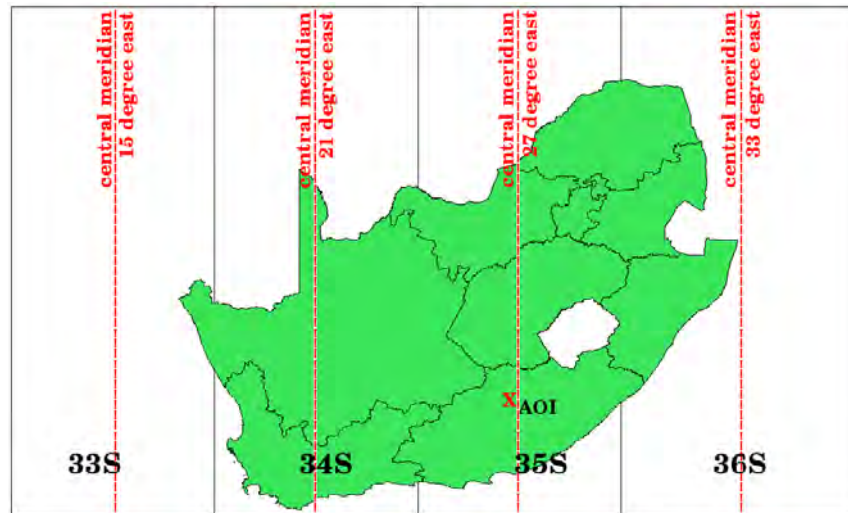 central meridian
15 degree east
central meridian
21 degree east
central meridian
27 degree east
central meridian
33 degree east
x
AOI
33S
34S
35S
36S